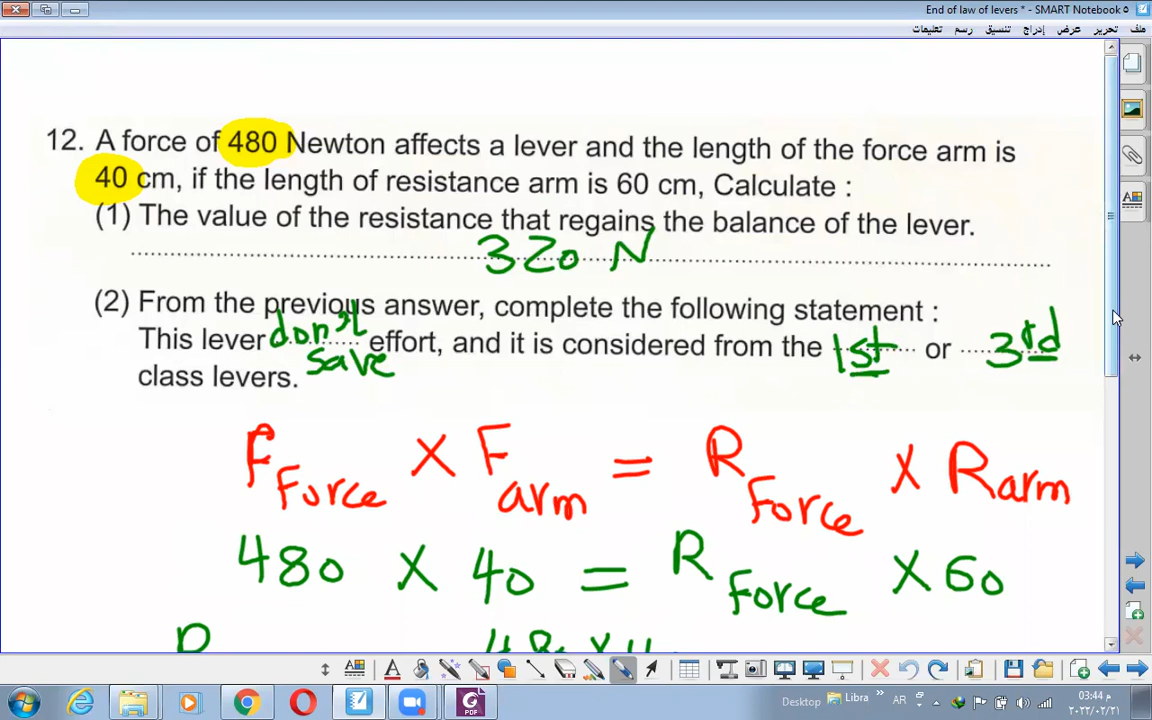 End of law of levers * - SMART Notebook
ملف تحرير عرض إدراج تنسيق رسم تعليمات
12. A force of 480 Newton affects a lever and the length of the force arm is
40 cm, if the length of resistance arm is 60 cm, Calculate :
(1) The value of the resistance that regains the balance of the lever.
320 N
(2) From the previous answer, complete the following statement :
This lever don't save effort, and it is considered from the 1st or 3rd
class levers.
F Force X F arm = R Force X R arm
480 X 40 = R Force X 60
R
Desktop Libra » AR
م 03:44
٢٠٢٢/٠٢/٢١